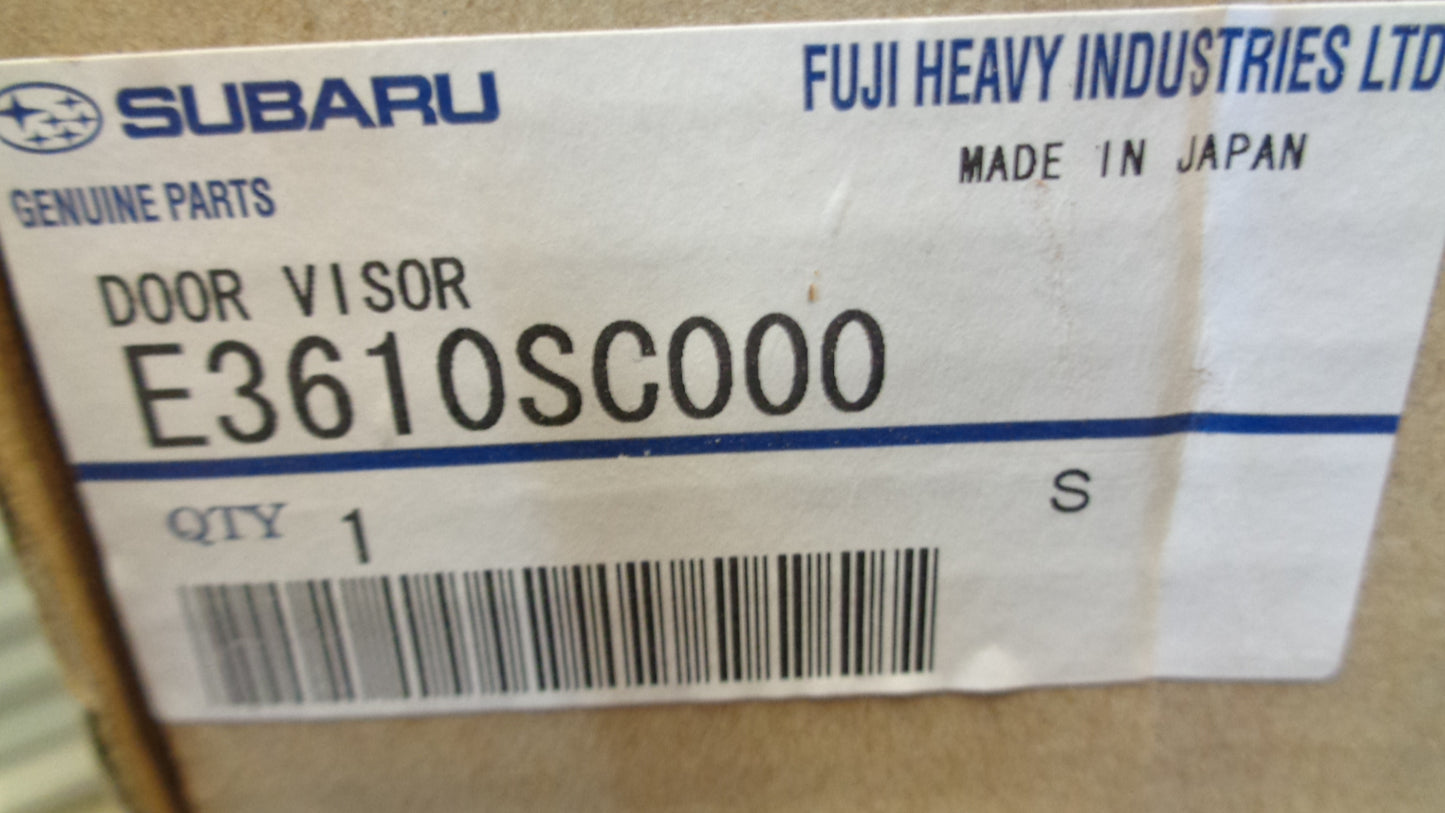 SUBARU
FUJI HEAVY INDUSTRIES LTD
MADE IN JAPAN
GENUINE PARTS
DOOR VISOR
E3610SC000
QTY 1
S